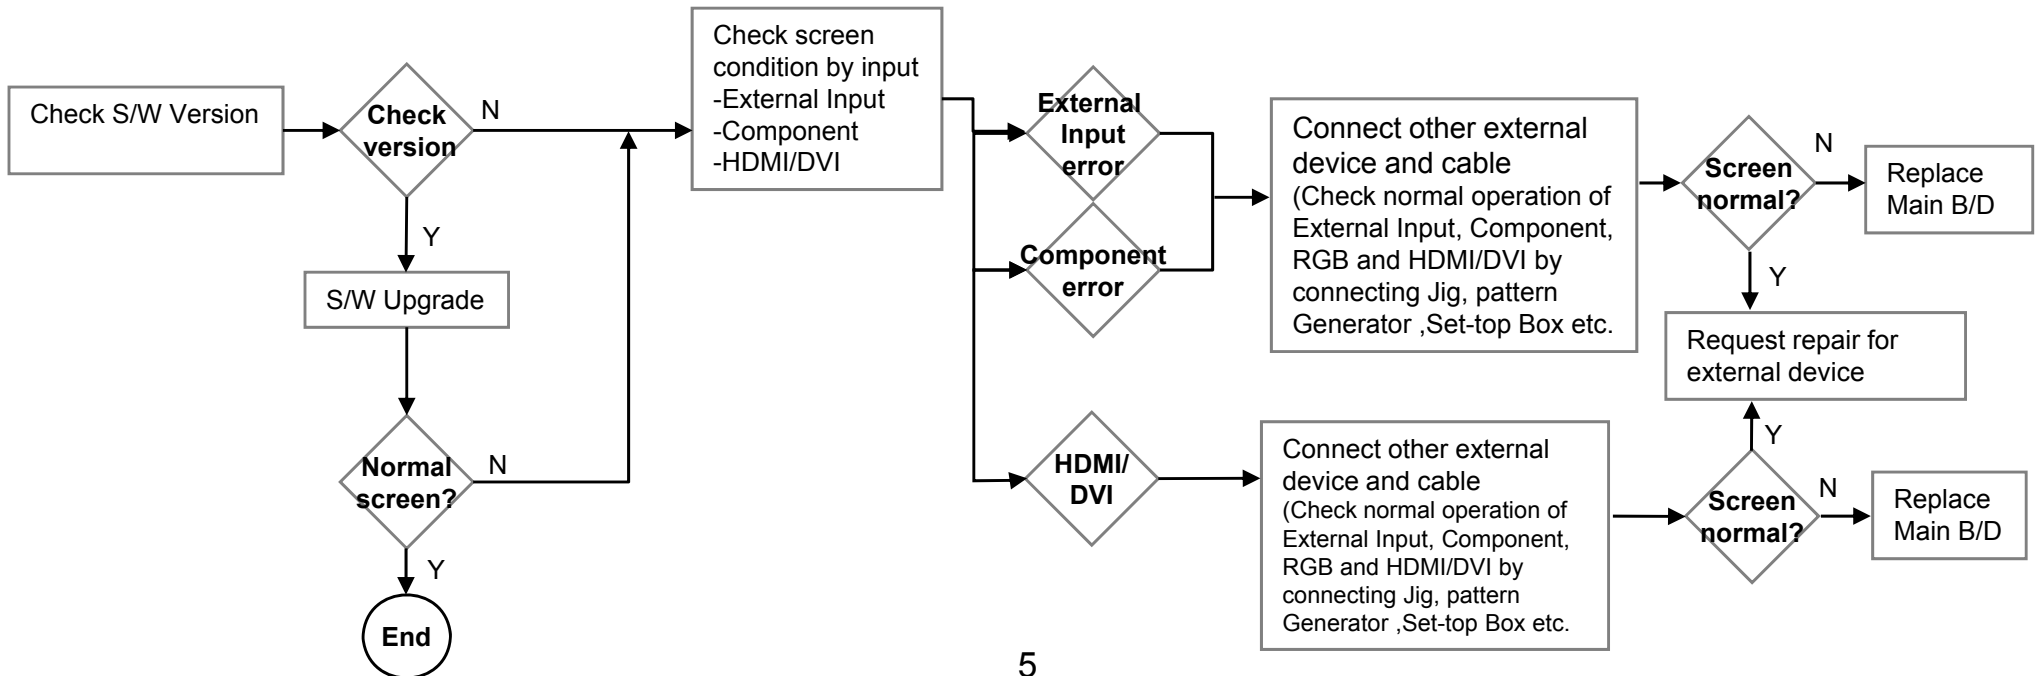 Check S/W Version
Check
version
N
Y
S/W Upgrade
Normal
screen?
N
Y
End
Check screen
condition by input
-External Input
-Component
-HDMI/DVI
External
Input
error
Component
error
HDMI/
DVI
Connect other external
device and cable
(Check normal operation of
External Input, Component,
RGB and HDMI/DVI by
connecting Jig, pattern
Generator ,Set-top Box etc.
Screen
normal?
N
Replace
Main B/D
Y
Request repair for
external device
Connect other external
device and cable
(Check normal operation of
External Input, Component,
RGB and HDMI/DVI by
connecting Jig, pattern
Generator ,Set-top Box etc.
Y
Screen
normal?
N
Replace
Main B/D
5